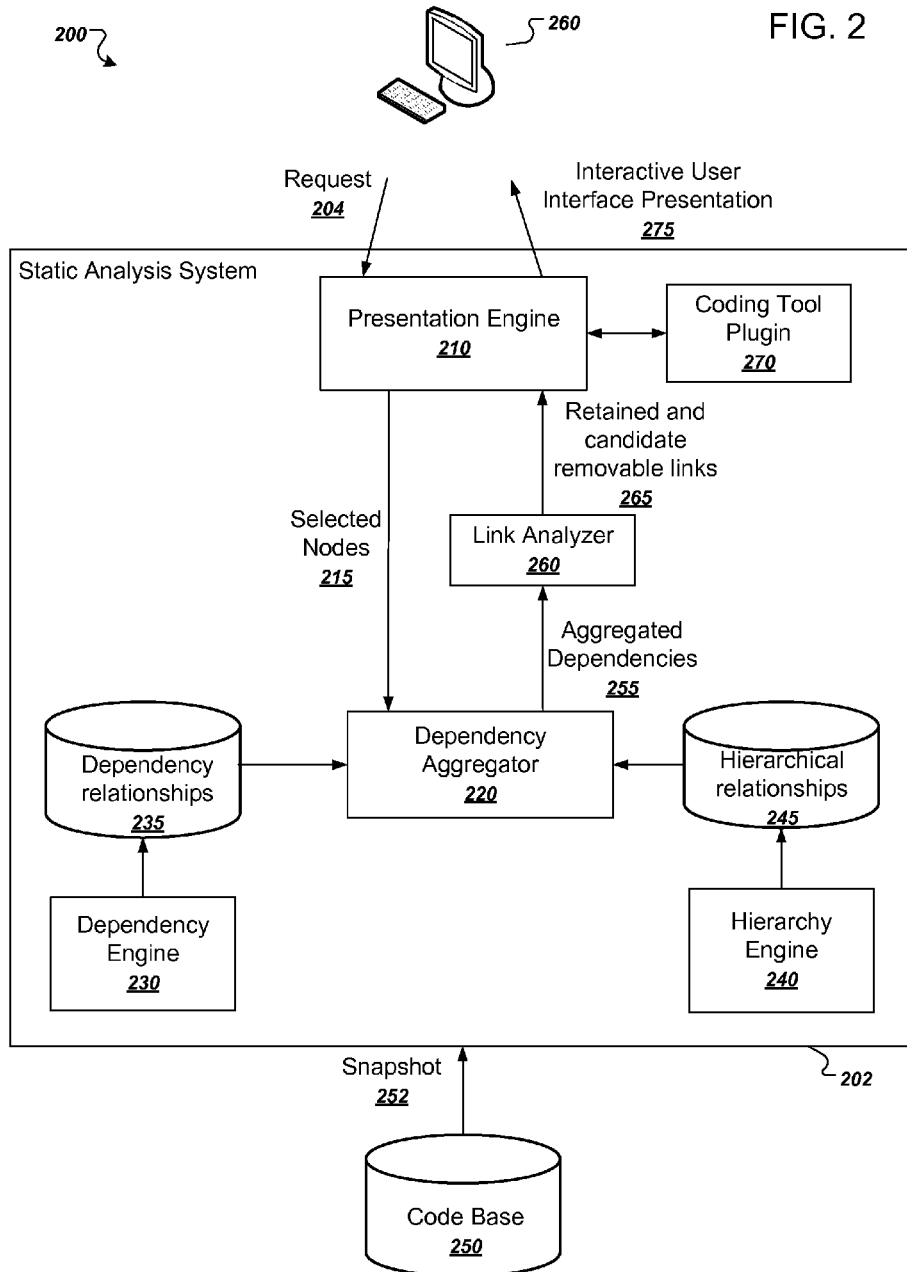 FIG. 2
200
260
Request
204
Interactive User
Interface Presentation
275
Static Analysis System
Presentation Engine
210
Coding Tool
Plugin
270
Retained and
candidate
removable links
265
Selected
Nodes
215
Link Analyzer
260
Aggregated
Dependencies
255
Dependency
relationships
235
Dependency
Aggregator
220
Hierarchical
relationships
245
Dependency
Engine
230
Hierarchy
Engine
240
Snapshot
252
202
Code Base
250